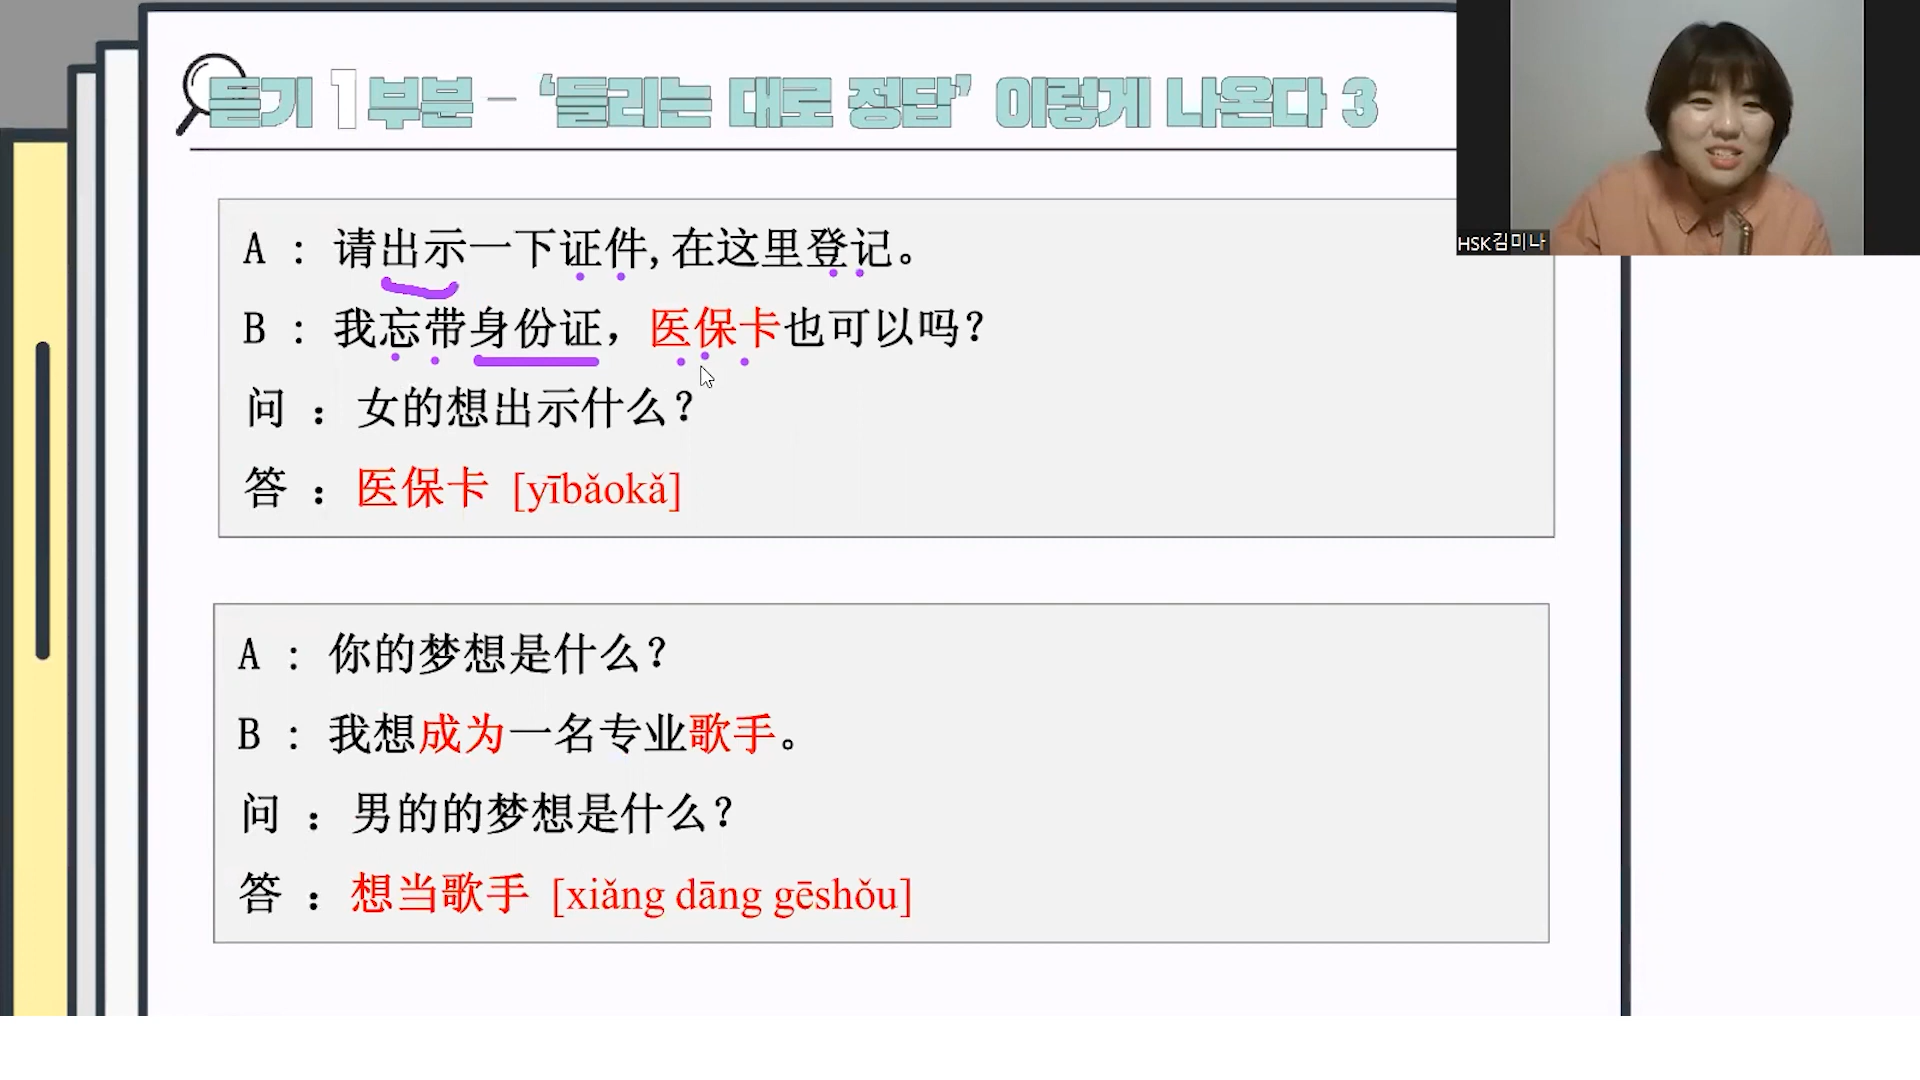 듣기 1 부분 – ‘들리는 대로 정답’ 이렇게 나온다 3
HSK김미나
A : 请出示一下证件,在这里登记。
B : 我忘带身份证，医保卡也可以吗？
问 : 女的想出示什么？
答 : 医保卡 [yībǎokǎ]
A : 你的梦想是什么？
B : 我想成为一名专业歌手。
问 : 男的的梦想是什么？
答 : 想当歌手 [xiǎng dāng gēshǒu]